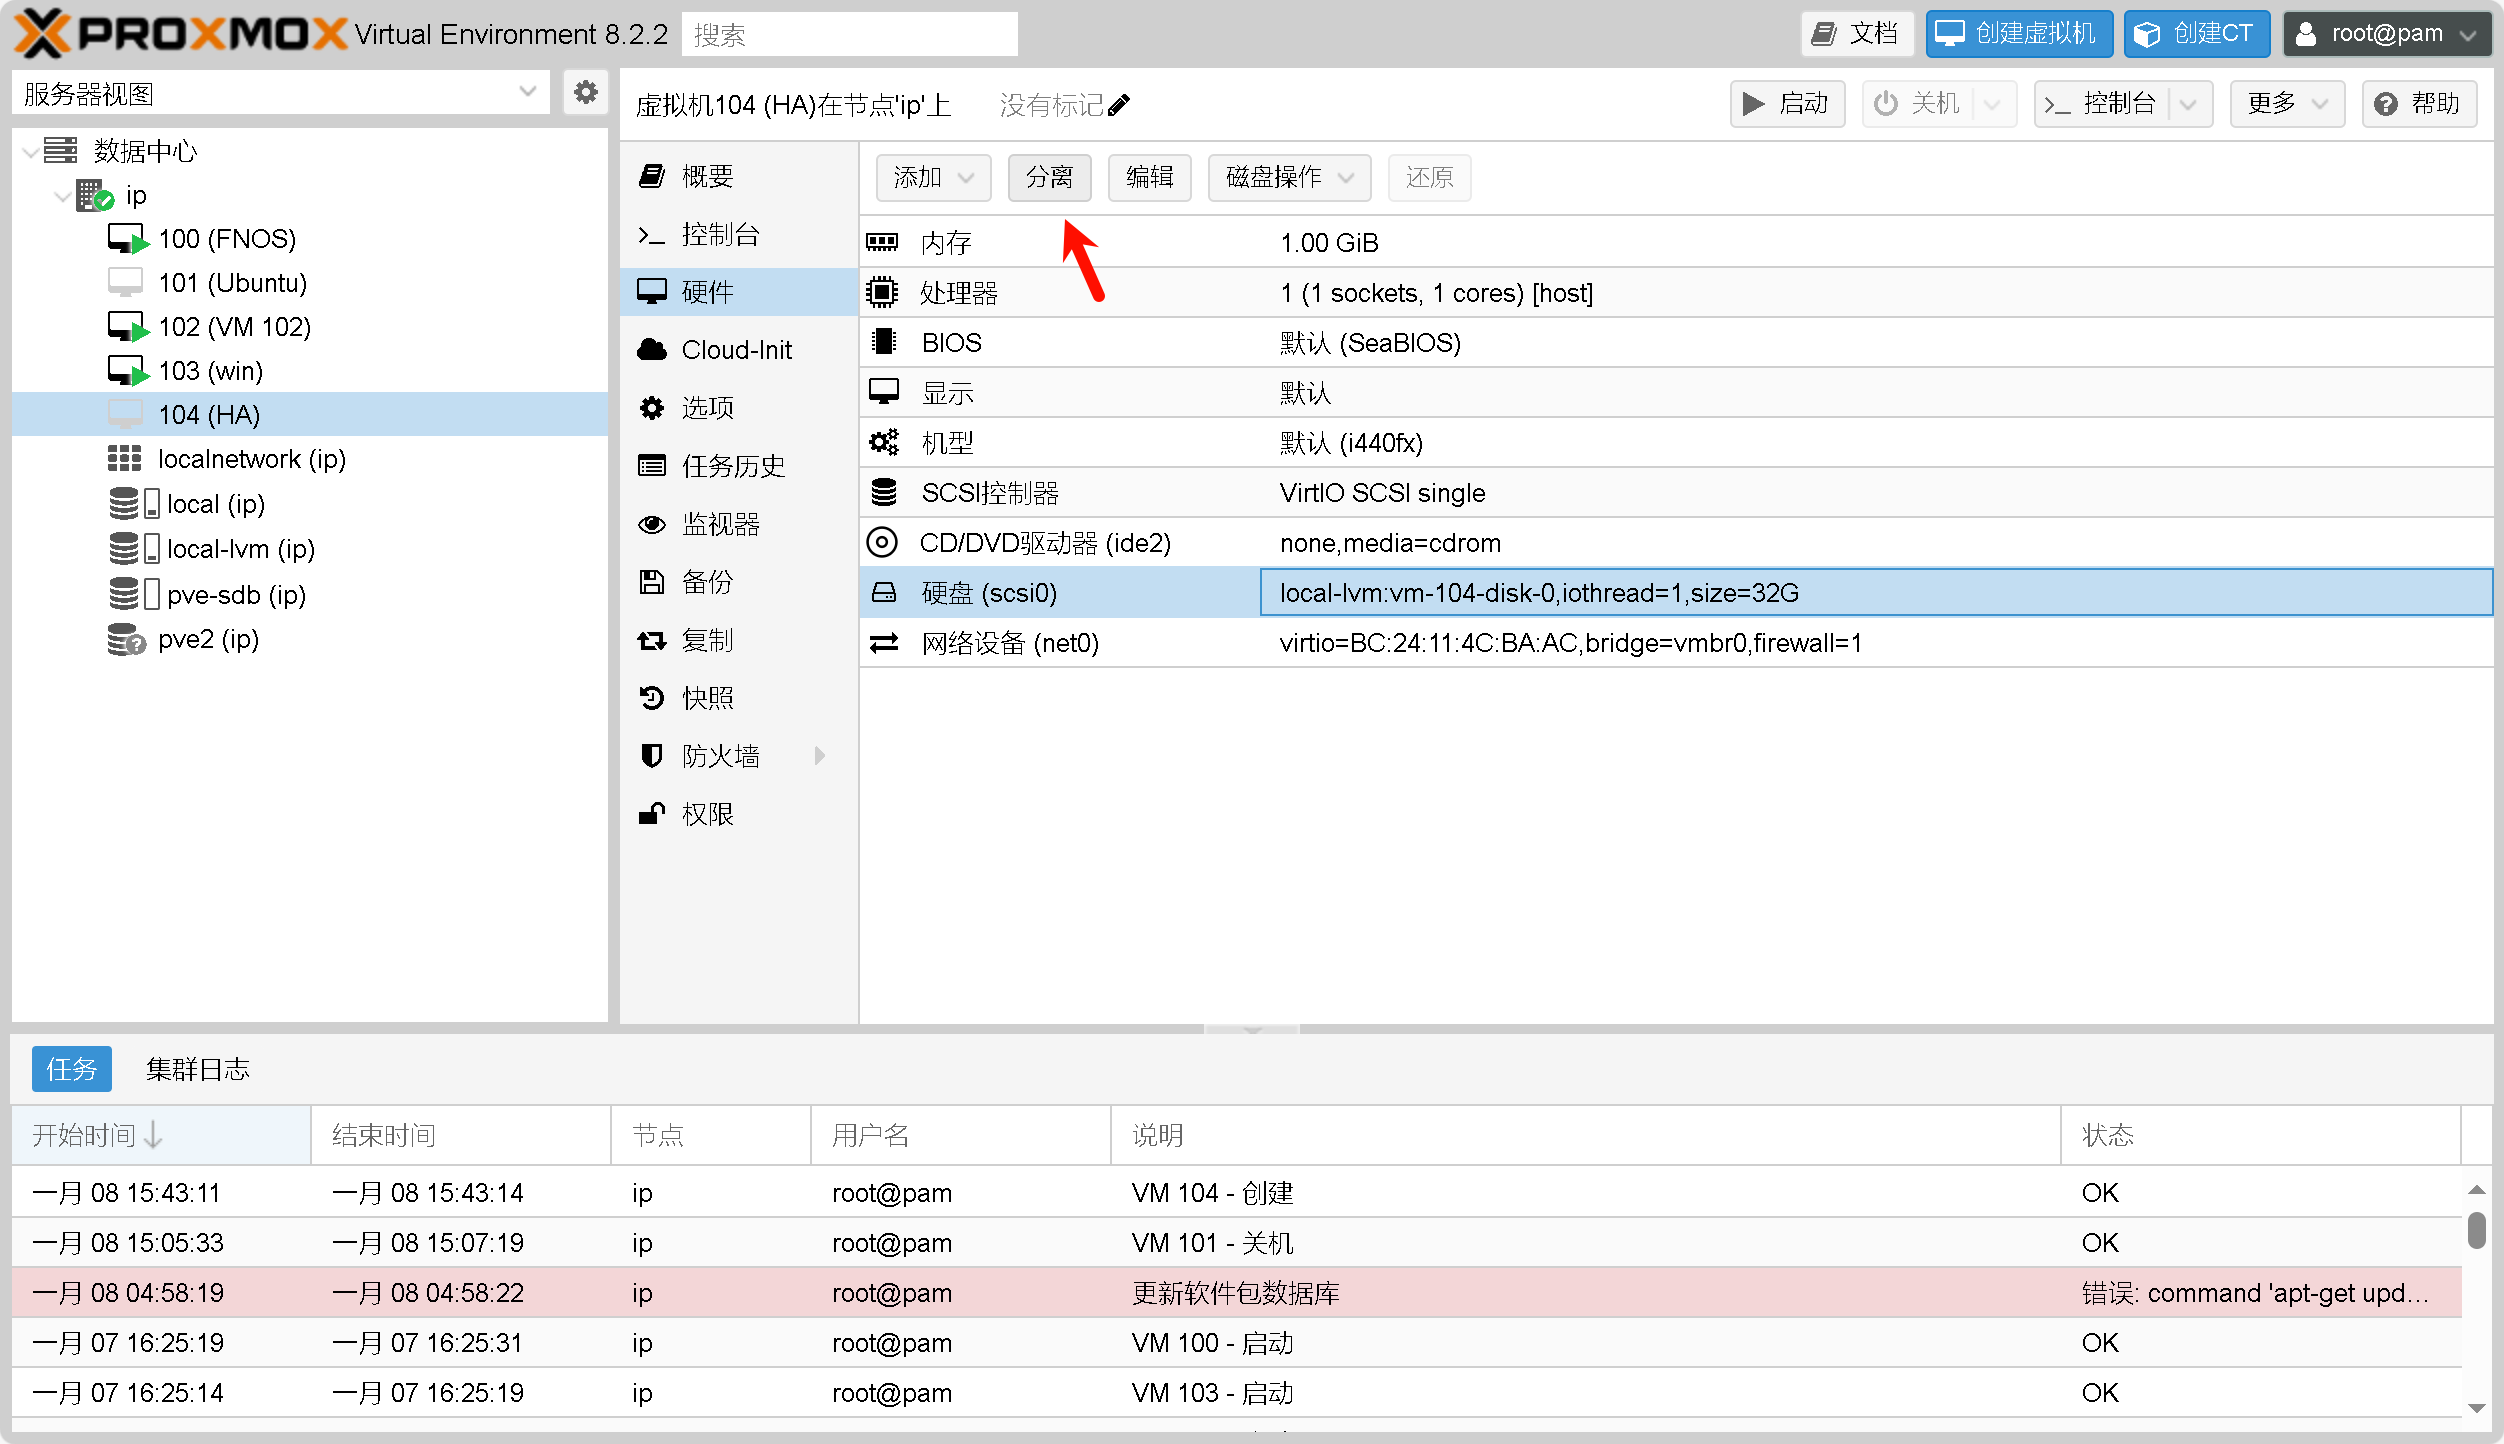 PROXMOX Virtual Environment 8.2.2 搜索 文档 创建虚拟机 创建CT root@pam
服务器视图
虚拟机104 (HA)在节点'ip'上 没有标记 启动 关机 控制台 更多 帮助
数据中心
ip
100 (FNOS)
101 (Ubuntu)
102 (VM 102)
103 (win)
104 (HA)
localnetwork (ip)
local (ip)
local-lvm (ip)
pve-sdb (ip)
pve2 (ip)
概要
控制台
硬件
Cloud-Init
选项
任务历史
监视器
备份
复制
快照
防火墙
权限
添加 分离 编辑 磁盘操作 还原
内存 1.00 GiB
处理器 1 (1 sockets, 1 cores) [host]
BIOS 默认 (SeaBIOS)
显示 默认
机型 默认 (i440fx)
SCSI控制器 VirtIO SCSI single
CD/DVD驱动器 (ide2) none,media=cdrom
硬盘 (scsi0) local-lvm:vm-104-disk-0,iothread=1,size=32G
网络设备 (net0) virtio=BC:24:11:4C:BA:AC,bridge=vmbr0,firewall=1
任务 集群日志
开始时间 结束时间 节点 用户名 说明 状态
一月 08 15:43:11 一月 08 15:43:14 ip root@pam VM 104 - 创建 OK
一月 08 15:05:33 一月 08 15:07:19 ip root@pam VM 101 - 关机 OK
一月 08 04:58:19 一月 08 04:58:22 ip root@pam 更新软件包数据库 错误: command 'apt-get upd...
一月 07 16:25:19 一月 07 16:25:31 ip root@pam VM 100 - 启动 OK
一月 07 16:25:14 一月 07 16:25:19 ip root@pam VM 103 - 启动 OK